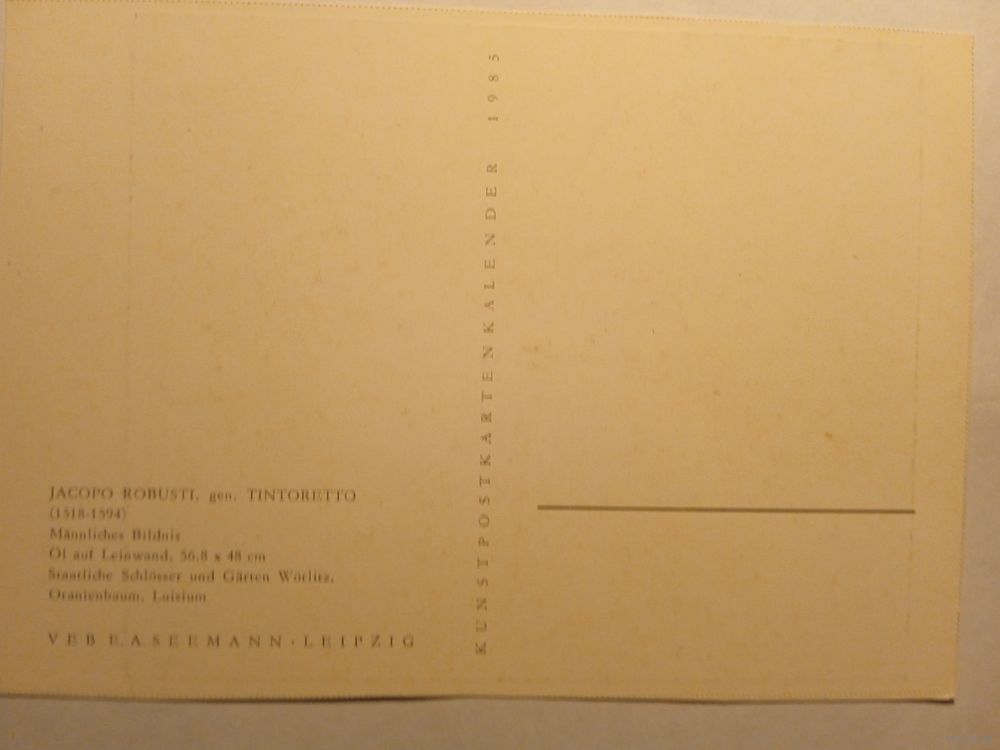 JACOPO ROBUSTI, gen. TINTORETTO
(1518-1594)
Männliches Bildnis
Öl auf Leinwand, 56,8 x 48 cm
Staatliche Schlösser und Gärten Wörlitz,
Oranienbaum, Luisium
VEB E. A. SEEMANN · LEIPZIG
KUNSTPOSTKARTENKALENDER 1985